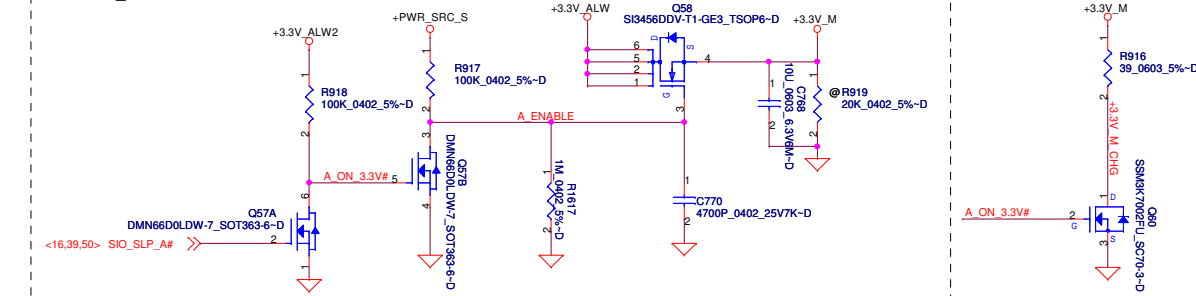 +3.3V_ALW2
1
R918
100K_0402_5%~D
2
A_ON_3.3V#
5
6
Q57A
DMN66D0LDW-7_SOT363-6~D
2
1
<16,39,50> SIO_SLP_A#
+PWR_SRC_S
1
R917
100K_0402_5%~D
2
3
Q57B
DMN66D0LDW-7_SOT363-6~D
4
A_ENABLE
1
R1617
1M_0402_5%~D
2
+3.3V_ALW
Q58
SI3456DDV-T1-GE3_TSOP6~D
6
5
2
1
D
S
G
4
3
1
C770
4700P_0402_25V7K~D
2
+3.3V_M
1
C768
10U_0603_6.3V6M~D
2
1
@R919
20K_0402_5%~D
2
+3.3V_M
1
R916
39_0603_5%~D
2
+3.3V_M_CHG
A_ON_3.3V#
2
G
1
D
S
3
Q60
SSM3K7002FU_SC70-3~D